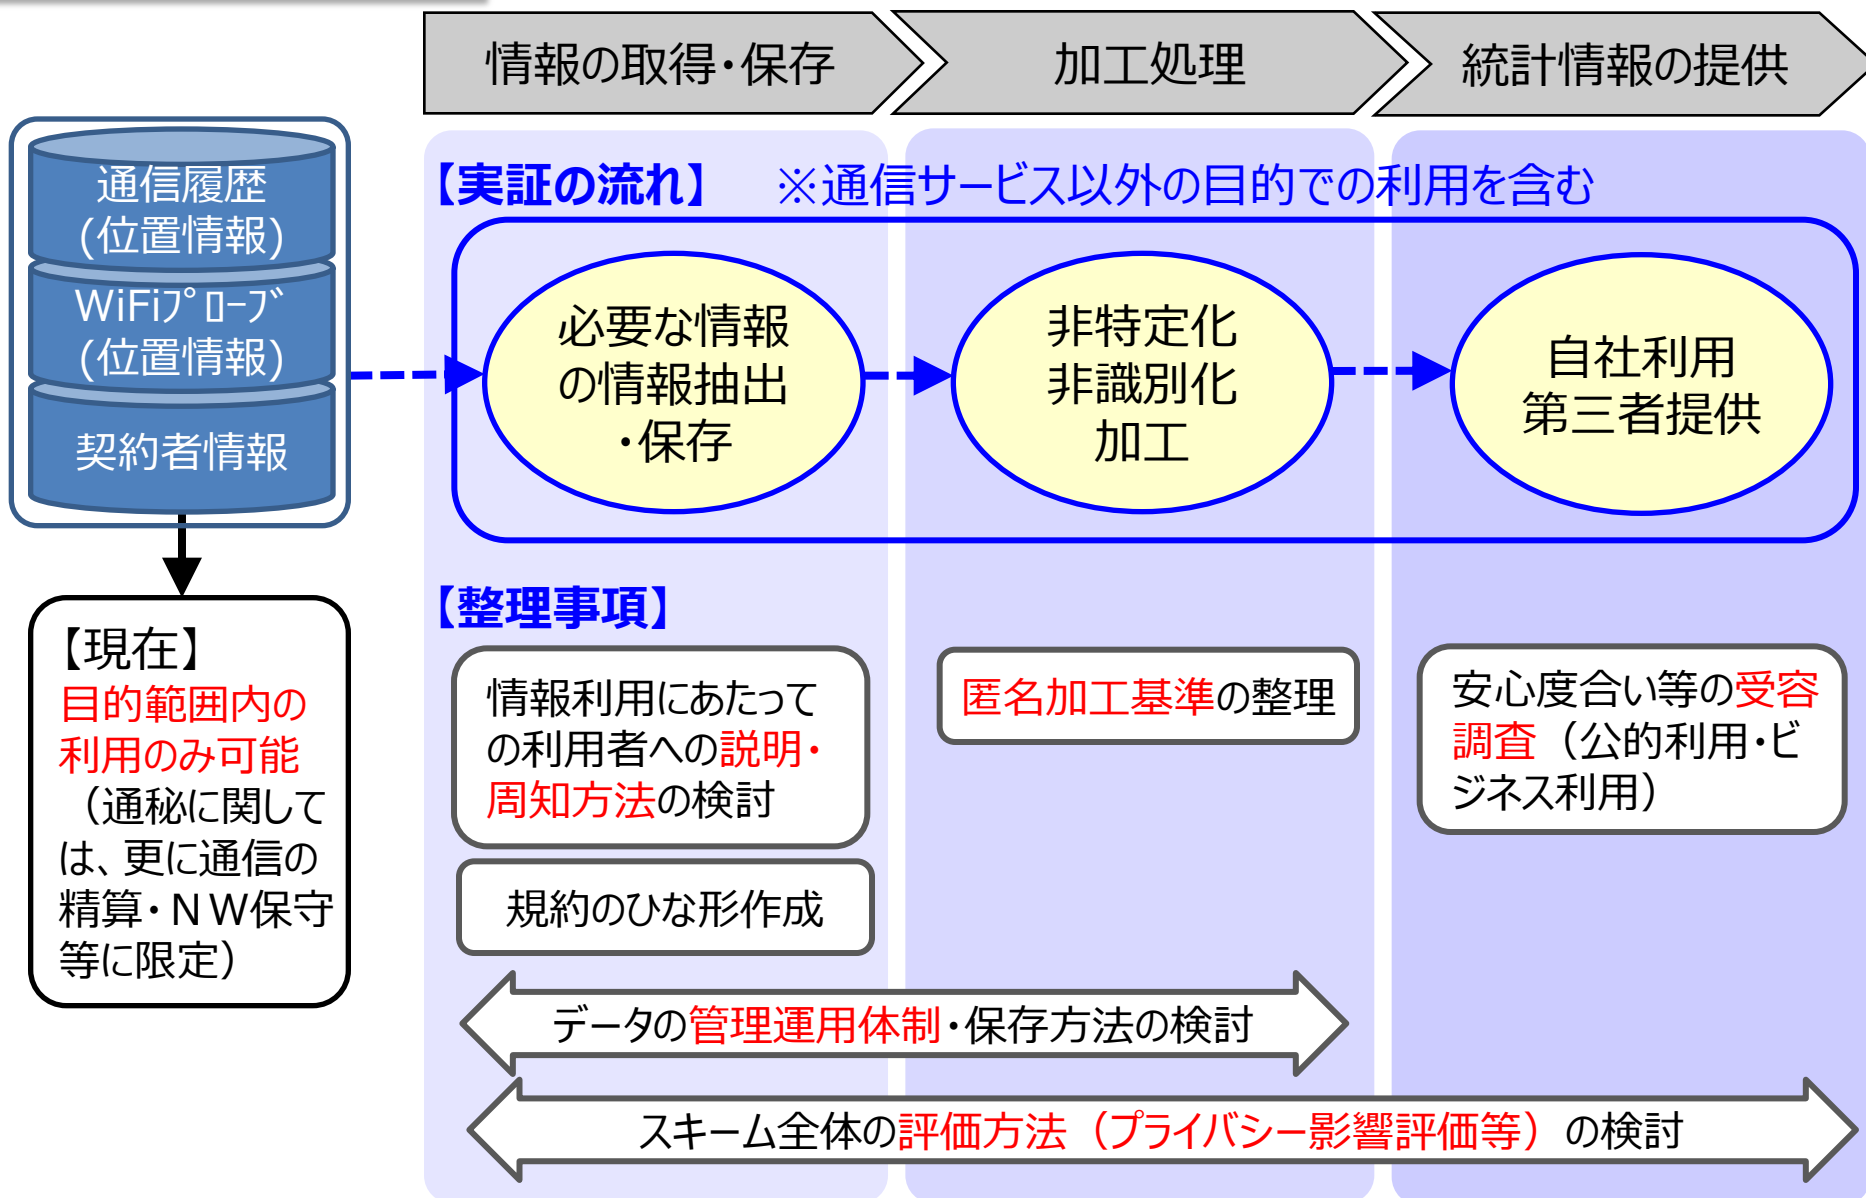 情報の取得・保存
加工処理
統計情報の提供
通信履歴
(位置情報)
WiFiﾌﾟﾛｰﾌﾞ
(位置情報)
契約者情報
【現在】
目的範囲内の
利用のみ可能
（通秘に関して
は、更に通信の
精算・ＮＷ保守
等に限定）
【実証の流れ】　※通信サービス以外の目的での利用を含む
必要な情報
の情報抽出
・保存
非特定化
非識別化
加工
自社利用
第三者提供
【整理事項】
情報利用にあたって
の利用者への説明・
周知方法の検討
規約のひな形作成
匿名加工基準の整理
安心度合い等の受容
調査（公的利用・ビ
ジネス利用）
データの管理運用体制・保存方法の検討
スキーム全体の評価方法（プライバシー影響評価等）の検討